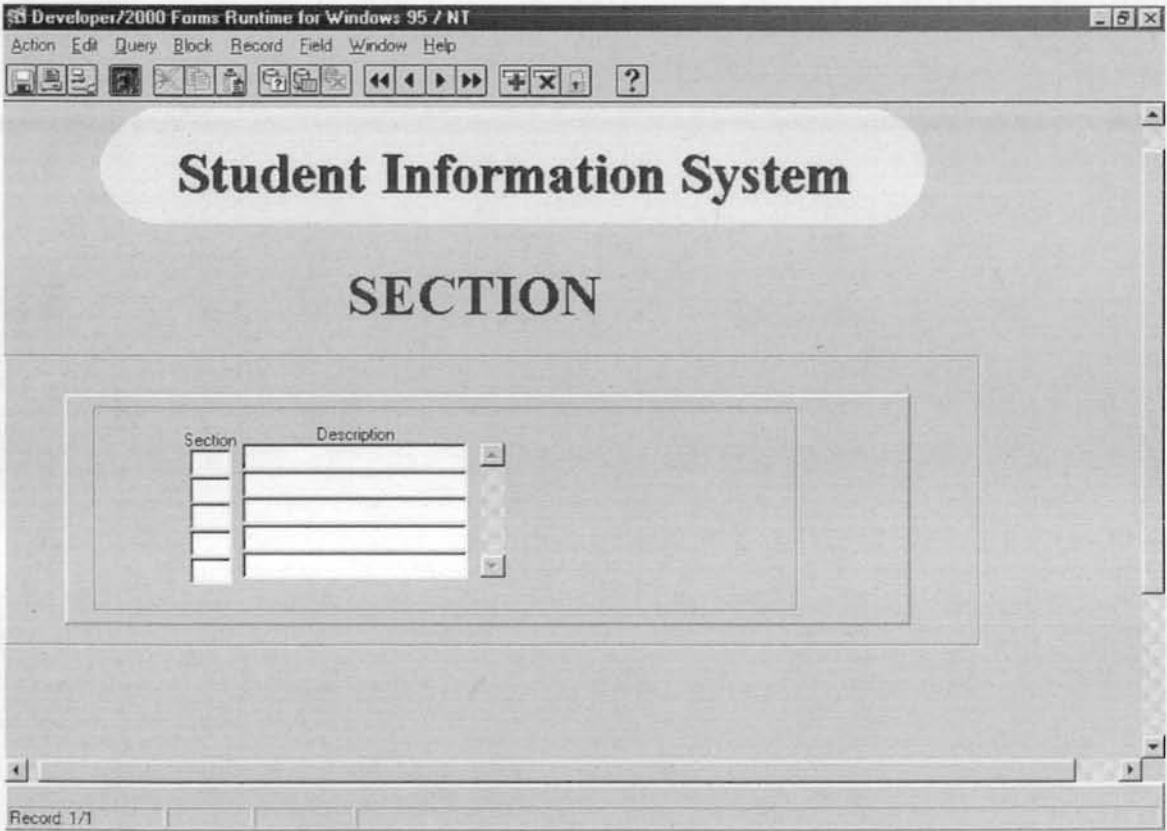 Developer/2000 Forms Runtime for Windows 95 / NT
Action Edit Query Block Record Field Window Help
?
Student Information System
SECTION
Section Description
Record: 1/1